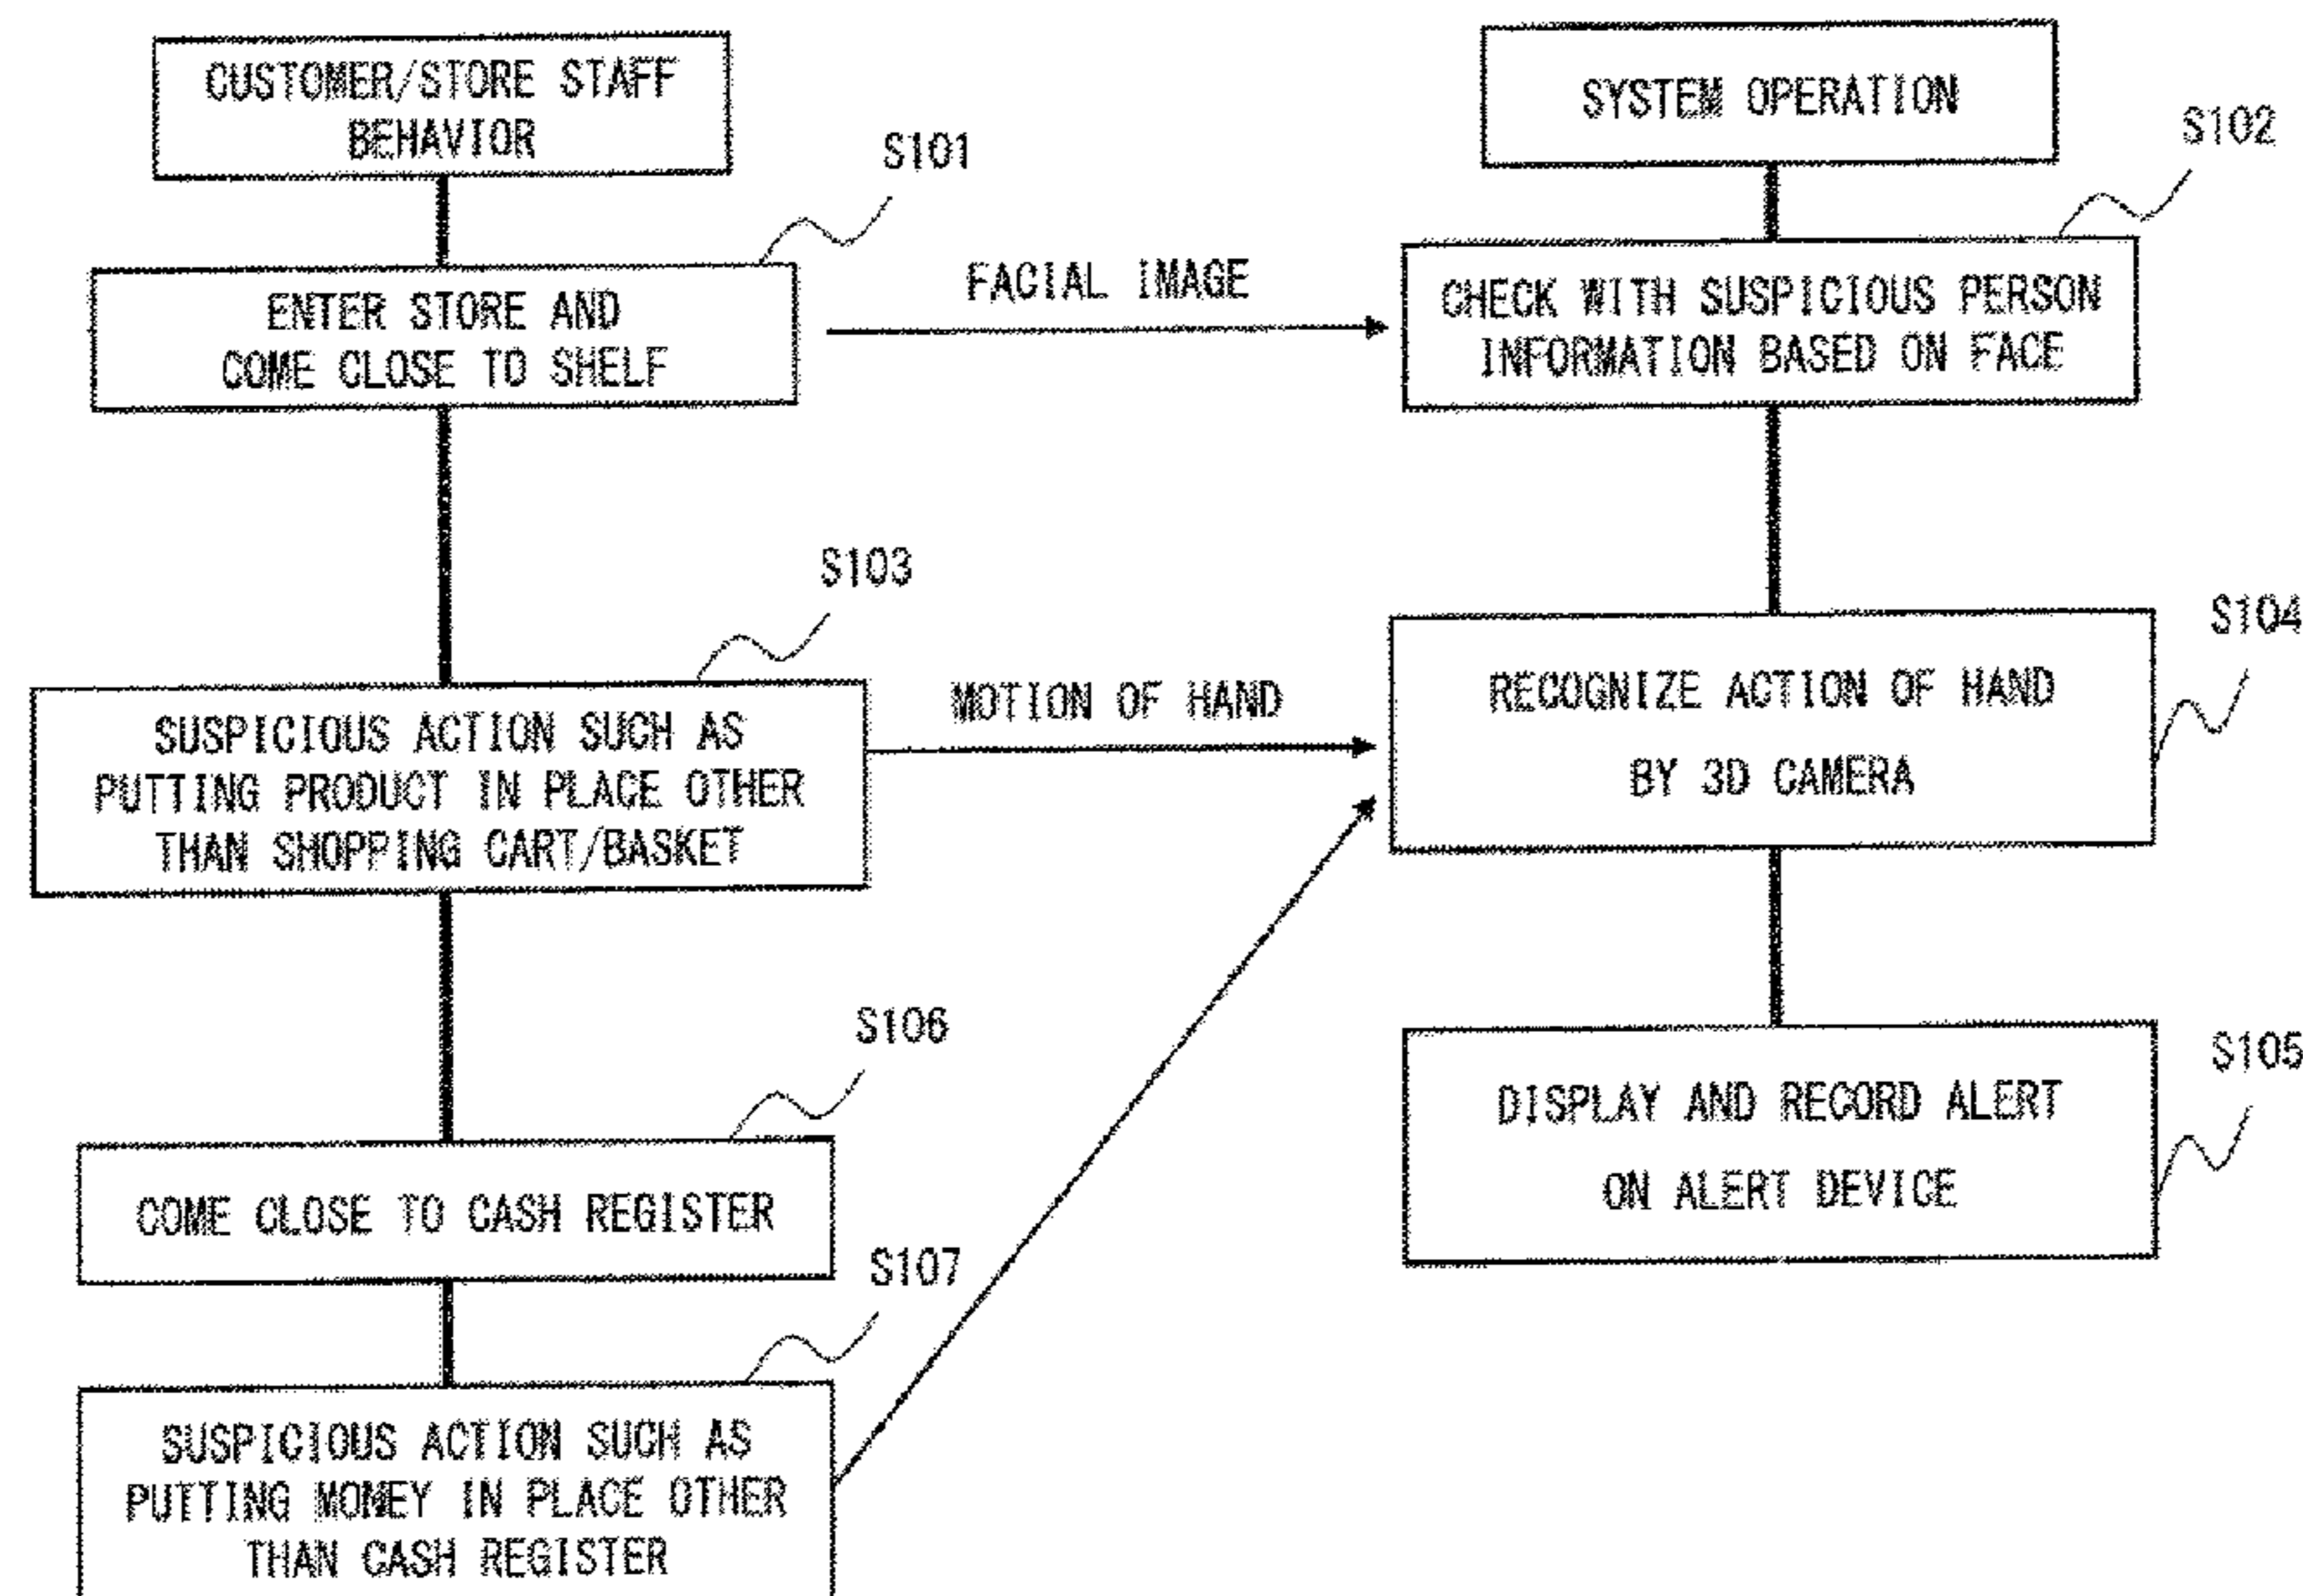 CUSTOMER/STORE STAFF
BEHAVIOR
SYSTEM OPERATION
S101
S102
ENTER STORE AND
COME CLOSE TO SHELF
FACIAL IMAGE
CHECK WITH SUSPICIOUS PERSON
INFORMATION BASED ON FACE
S103
S104
SUSPICIOUS ACTION SUCH AS
PUTTING PRODUCT IN PLACE OTHER
THAN SHOPPING CART/BASKET
MOTION OF HAND
RECOGNIZE ACTION OF HAND
BY 3D CAMERA
S106
S105
COME CLOSE TO CASH REGISTER
DISPLAY AND RECORD ALERT
ON ALERT DEVICE
S107
SUSPICIOUS ACTION SUCH AS
PUTTING MONEY IN PLACE OTHER
THAN CASH REGISTER